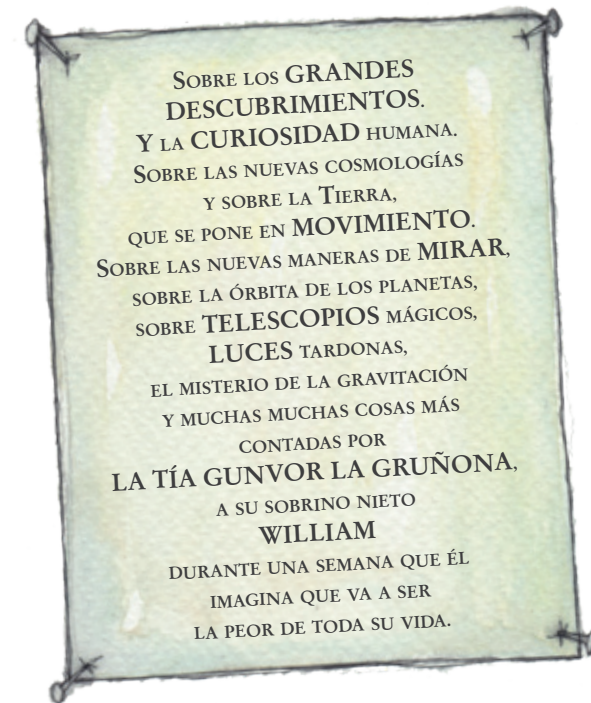 Sobre los GRANDES
DESCUBRIMIENTOS.
Y la CURIOSIDAD humana.
Sobre las nuevas cosmologías
y sobre la Tierra,
que se pone en MOVIMIENTO.
Sobre las nuevas maneras de MIRAR,
sobre la órbita de los planetas,
sobre TELESCOPIOS mágicos,
LUCES tardonas,
el misterio de la gravitación
y muchas muchas cosas más
contadas por
LA TÍA GUNVOR LA GRUÑONA,
a su sobrino nieto
WILLIAM
durante una semana que él
imagina que va a ser
la peor de toda su vida.